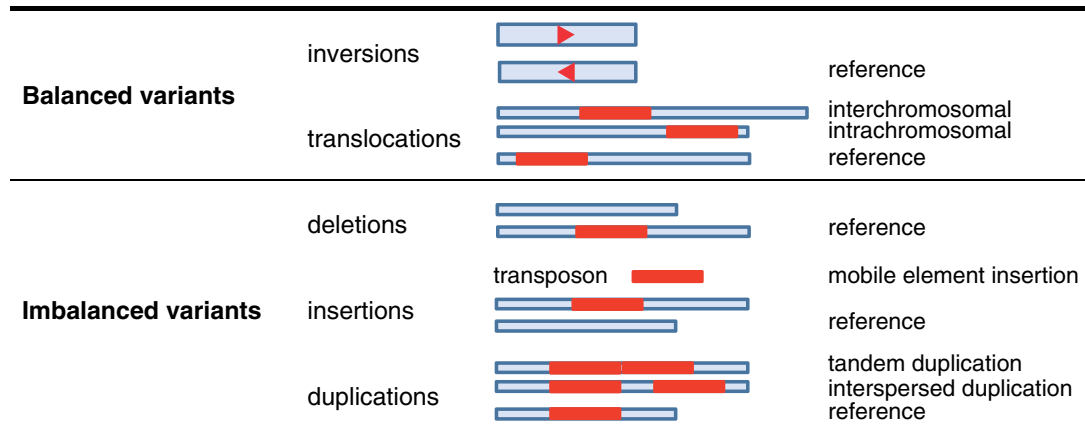 inversions
reference
Balanced variants
interchromosomal
translocations
intrachromosomal
reference
deletions
reference
transposon mobile element insertion
Imbalanced variants insertions
reference
tandem duplication
duplications
interspersed duplication
reference